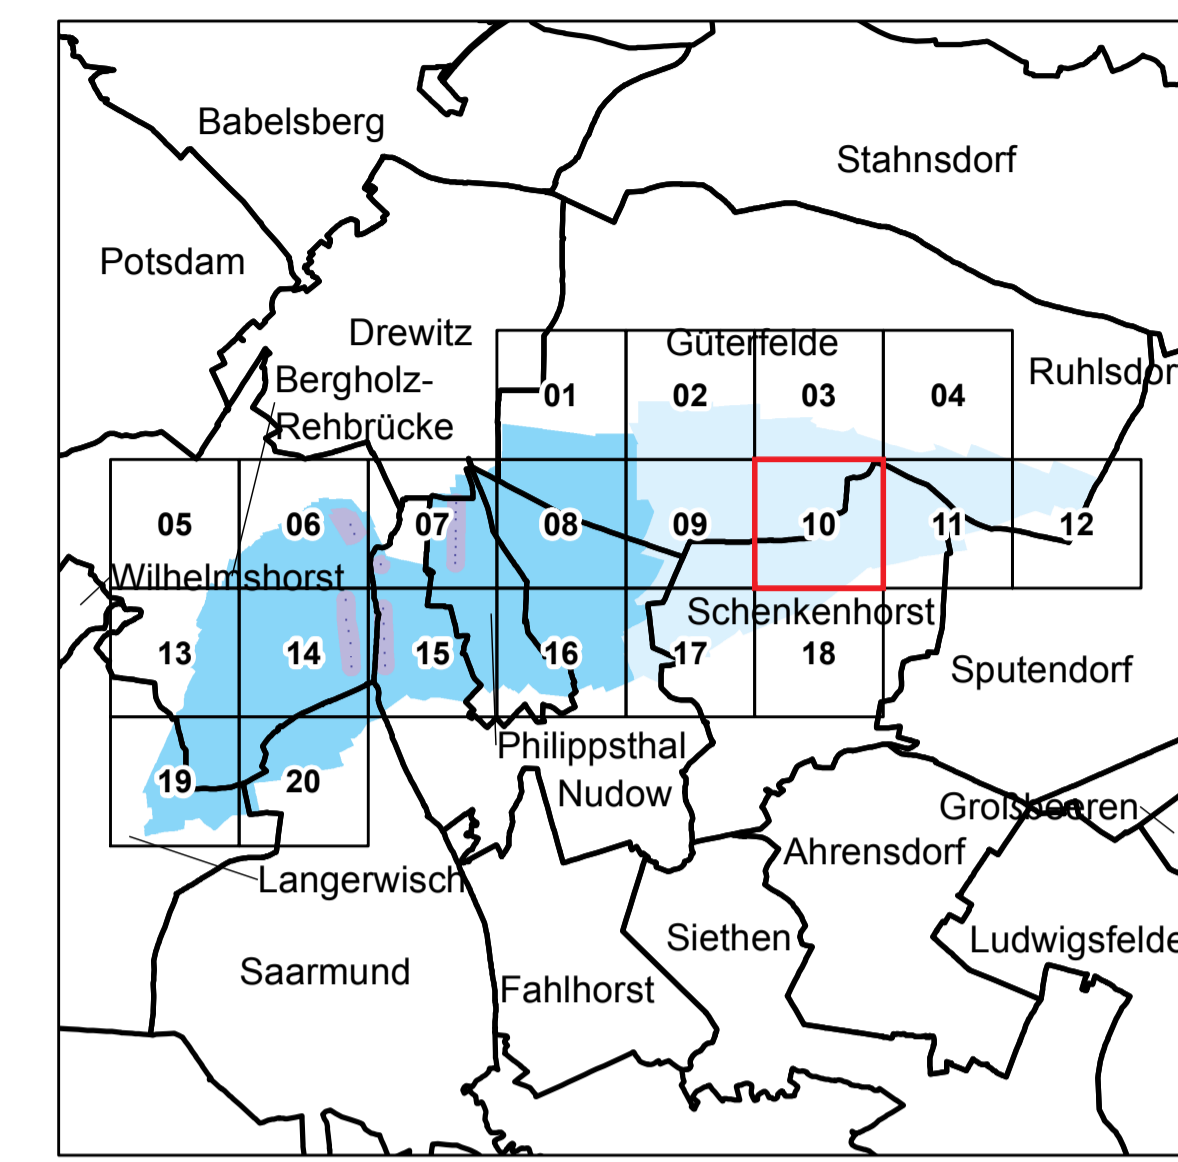 Babelsberg
Stahnsdorf
Potsdam
Drewitz
Güterfelde
Ruhlsdor
Bergholz-
Rehbrücke
01
02
03
04
05
06
07
08
09
10
11
12
Wilhelmshorst
Schenkenhorst
13
14
15
16
17
18
Sputendorf
Philippsthal
19
20
Nudow
Großbeeren
Ahrensdorf
Langerwisch
Siethen
Ludwigsfelde
Saarmund
Fahlhorst